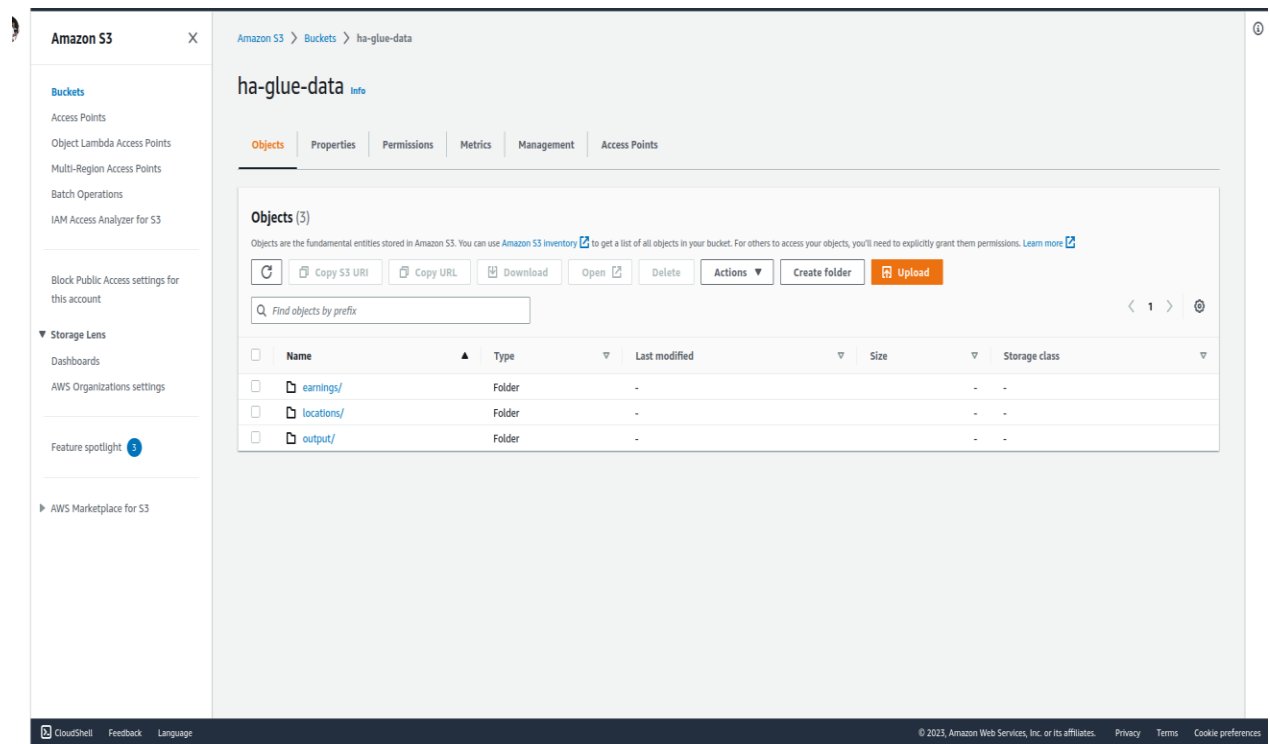 Amazon S3 X
Buckets
Access Points
Object Lambda Access Points
Multi-Region Access Points
Batch Operations
IAM Access Analyzer for S3
Block Public Access settings for
this account
Storage Lens
Dashboards
AWS Organizations settings
Feature spotlight 3
AWS Marketplace for S3
Amazon S3 > Buckets > ha-glue-data
ha-glue-data Info
Objects Properties Permissions Metrics Management Access Points
Objects (3)
Objects are the fundamental entities stored in Amazon S3. You can use Amazon S3 inventory to get a list of all objects in your bucket. For others to access your objects, you'll need to explicitly grant them permissions. Learn more
Copy S3 URI Copy URL Download Open Delete Actions Create folder Upload
Find objects by prefix < 1 >
Name Type Last modified Size Storage class
earnings/ Folder - - -
locations/ Folder - - -
output/ Folder - - -
CloudShell Feedback Language © 2023, Amazon Web Services, Inc. or its affiliates. Privacy Terms Cookie preferences